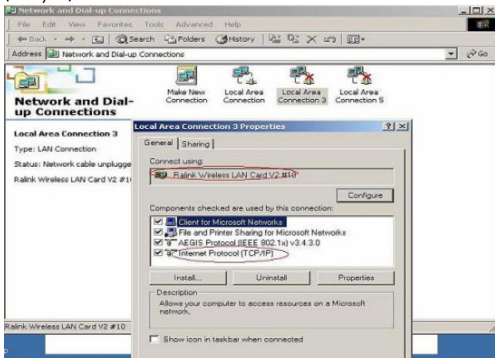 Network and Dial-up Connections
File Edit View Favorites Tools Advanced Help
Back Search Folders History
Address Network and Dial-up Connections Go
Network and Dial-up Connections
Make New Connection
Local Area Connection
Local Area Connection 3
Local Area Connection 5
Local Area Connection 3
Type: LAN Connection
Status: Network cable unplugge
Ralink Wireless LAN Card V2 #1
Local Area Connection 3 Properties
General Sharing
Connect using:
Ralink Wireless LAN Card V2 #10
Configure
Components checked are used by this connection:
Client for Microsoft Networks
File and Printer Sharing for Microsoft Networks
AEGIS Protocol (IEEE 802.1x) v3.4.3.0
Internet Protocol (TCP/IP)
Install... Uninstall Properties
Description
Allows your computer to access resources on a Microsoft
network.
Show icon in taskbar when connected
Ralink Wireless LAN Card V2 #10